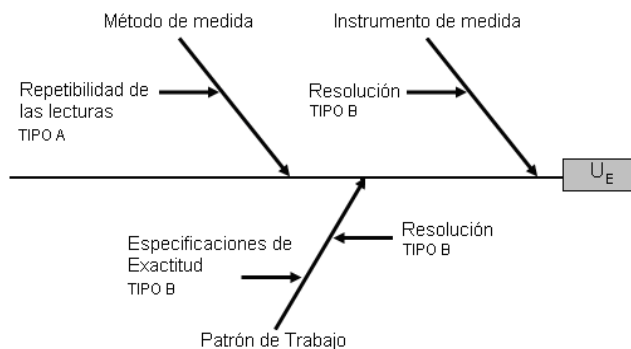 Método de medida
Instrumento de medida
Repetibilidad de
las lecturas
TIPO A
Resolución
TIPO B
U_E
Especificaciones de
Exactitud
TIPO B
Resolución
TIPO B
Patrón de Trabajo